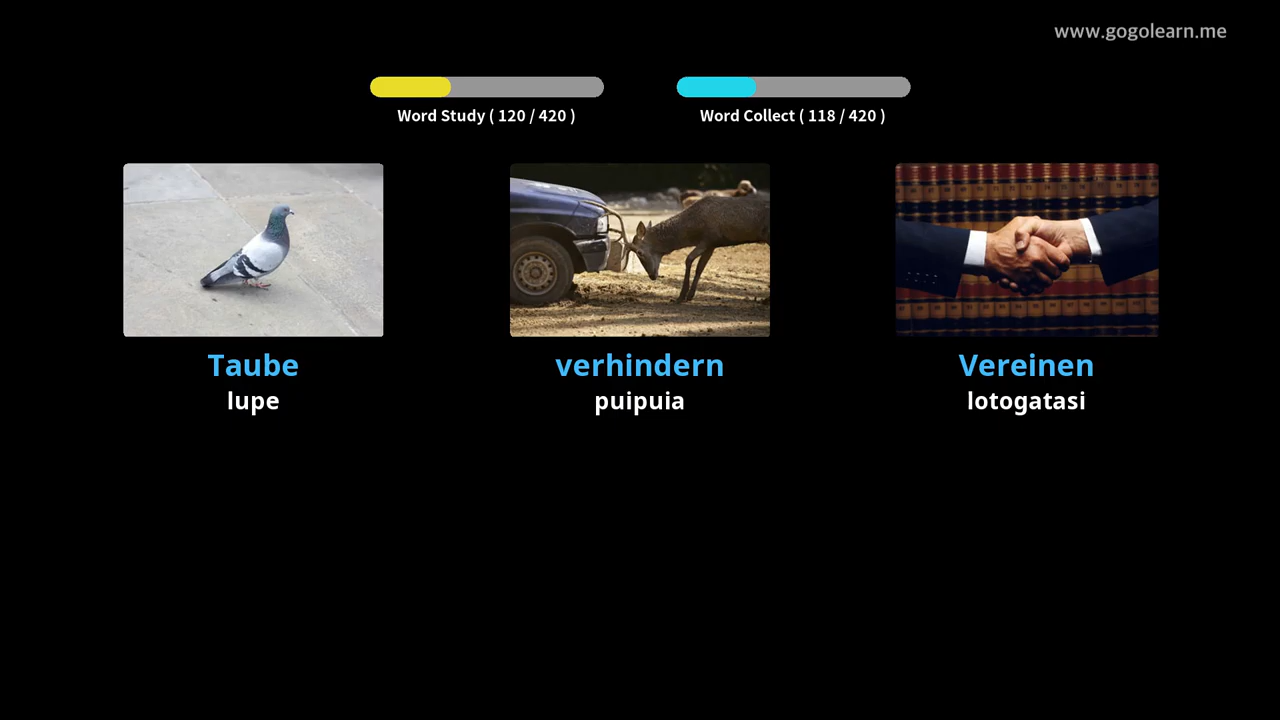 www.gogolearn.me
Word Study ( 120 / 420 )
Word Collect ( 118 / 420 )
Taube
verhindern
Vereinen
lupe
puipuia
lotogatasi